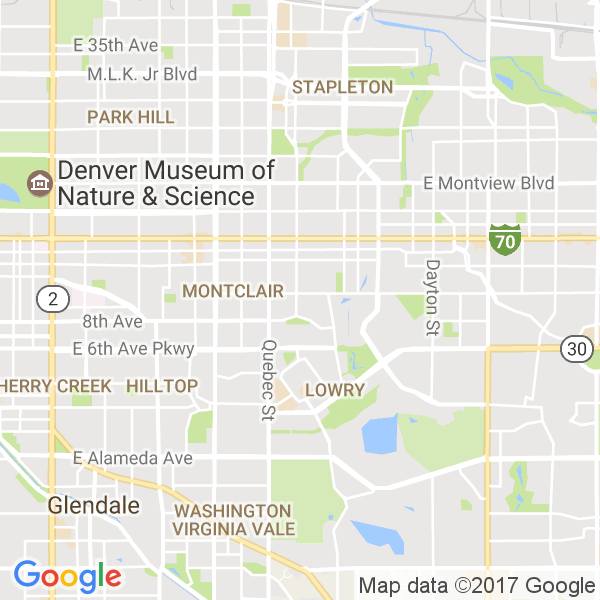 E 35th Ave
M.L.K. Jr Blvd
STAPLETON
PARK HILL
Denver Museum of
Nature & Science
E Montview Blvd
70
Dayton St
MONTCLAIR
2
8th Ave
E 6th Ave Pkwy
30
Quebec St
HERRY CREEK
HILLTOP
LOWRY
E Alameda Ave
Glendale
WASHINGTON
VIRGINIA VALE
Google
Map data ©2017 Google